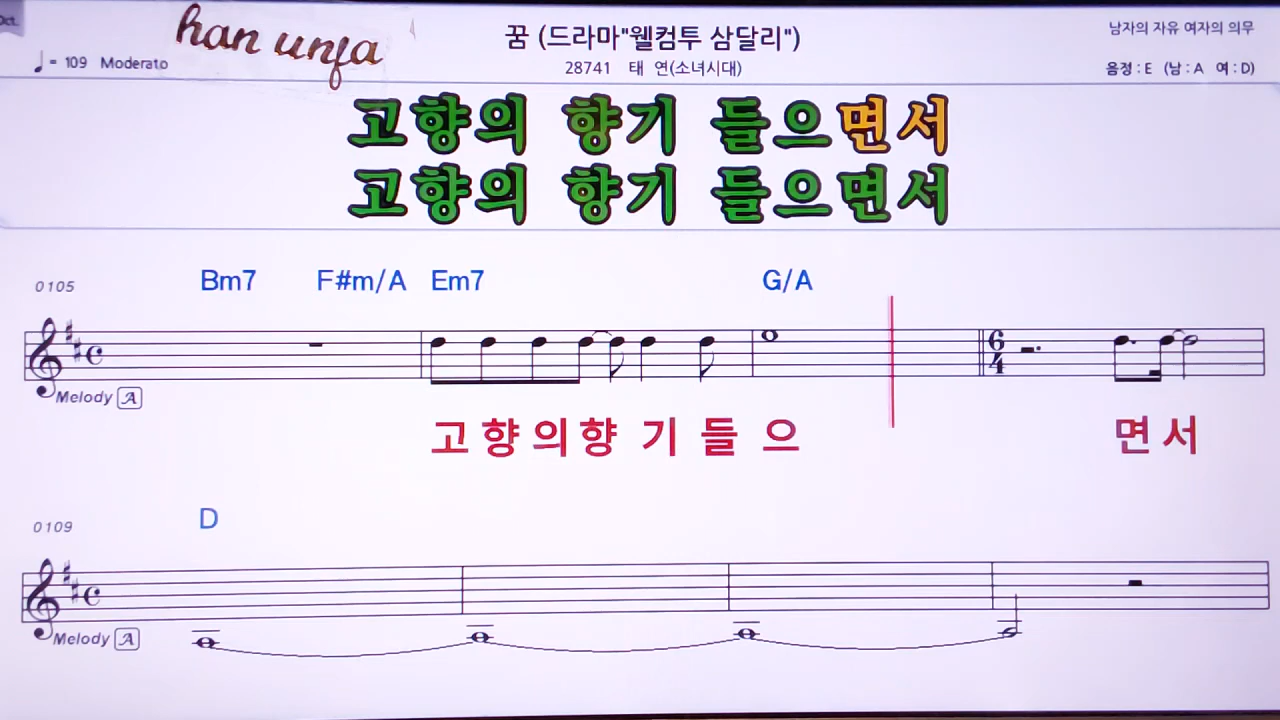 Oct.
han unfa
꿈 (드라마"웰컴투 삼달리")
남자의 자유 여자의 의무
♩= 109 Moderato
28741 태 연(소녀시대)
음정 : E (남 : A 여 : D)
고향의 향기 들으면서
고향의 향기 들으면서
0105 Bm7 F#m/A Em7 G/A
6
4
Melody A
고 향 의 향 기 들 으 면 서
0109 D
Melody A